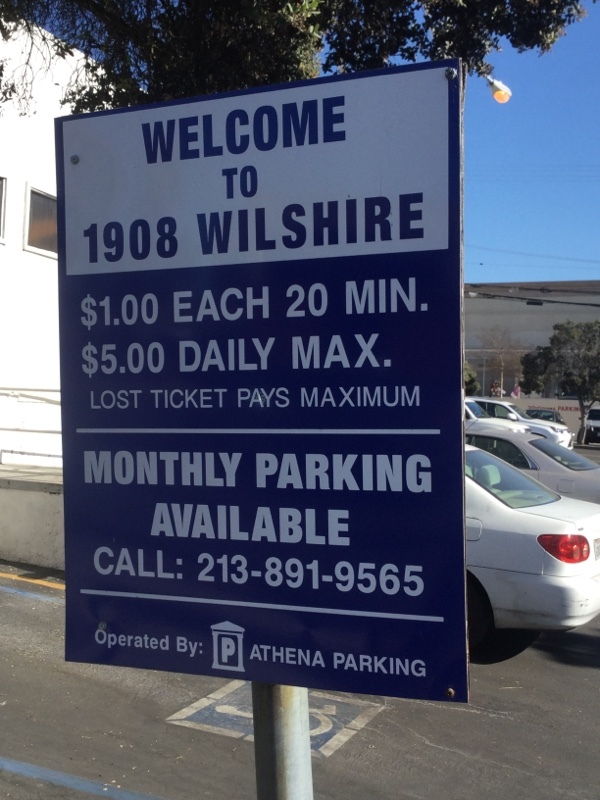 WELCOME
TO
1908 WILSHIRE
$1.00 EACH 20 MIN.
$5.00 DAILY MAX.
LOST TICKET PAYS MAXIMUM
MONTHLY PARKING
AVAILABLE
CALL: 213-891-9565
Operated By: P ATHENA PARKING
PARKING